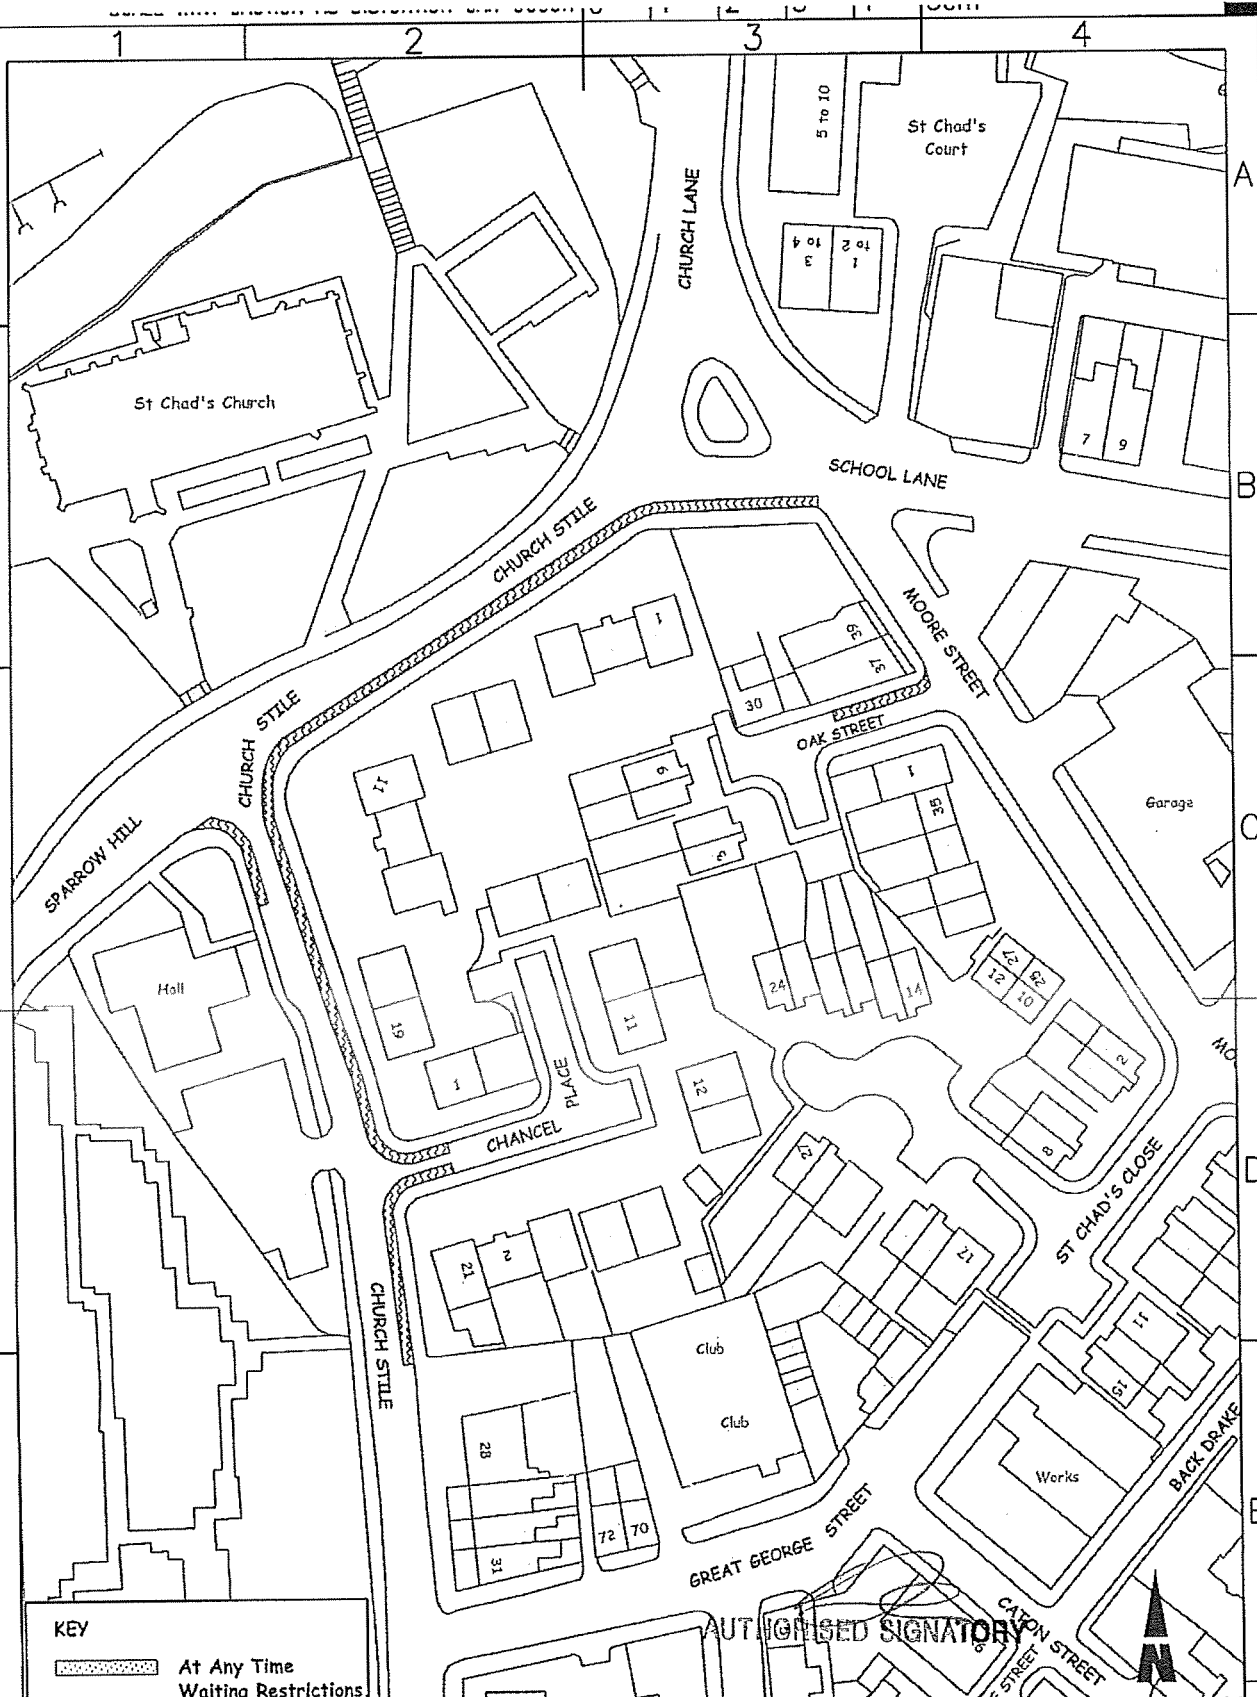 1
2
3
4
A
5 to 10
St Chad's
Court
CHURCH LANE
3
to 4
1
to 2
St Chad's Church
7
9
B
SCHOOL LANE
CHURCH STILE
MOORE STREET
1
39
37
30
OAK STREET
CHURCH STILE
11
6
1
35
Garage
C
3
SPARROW HILL
Hall
19
11
24
14
27
25
12
10
1
PLACE
12
2
CHANCEL
8
D
27
ST CHAD'S CLOSE
21
2
17
CHURCH STILE
Club
11
15
Club
28
Works
BACK DRAKE
E
72
70
31
GREAT GEORGE STREET
KEY
At Any Time
Waiting Restrictions
AUTHORISED SIGNATORY
CATON STREET
STREET
N